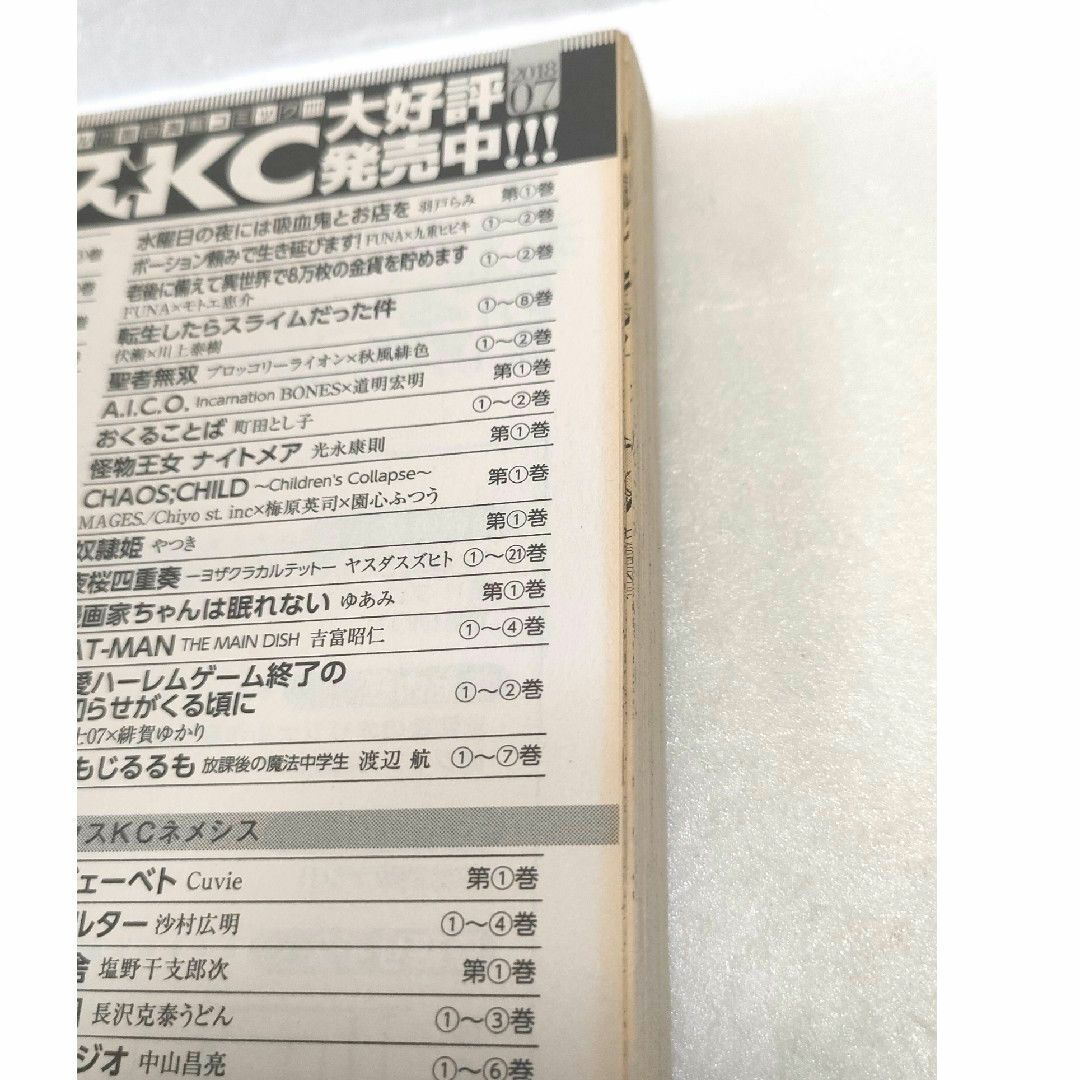 2018
07
大好評
ス★KC 発売中!!!
水曜日の夜には吸血鬼とお店を 羽戸らみ 第①巻
ポーション頼みで生き延びます! FUNA×九重ヒビキ ①〜②巻
老後に備えて異世界で8万枚の金貨を貯めます ①〜②巻
FUNA×モトエ恵介
転生したらスライムだった件 ①〜⑧巻
伏瀬×川上泰樹
聖者無双 ブロッコリーライオン×秋風緋色 ①〜②巻
A.I.C.O. Incarnation BONES×道明宏明 第①巻
おくることば 町田とし子 ①〜②巻
怪物王女 ナイトメア 光永康則 第①巻
CHAOS;CHILD 〜Children's Collapse〜 第①巻
MAGES./Chiyo st. inc×梅原英司×園心ふつう
奴隷姫 やつき 第①巻
夜桜四重奏 ーヨザクラカルテットー ヤスダスズヒト ①〜㉑巻
漫画家ちゃんは眠れない ゆあみ 第①巻
AT-MAN THE MAIN DISH 吉富昭仁 ①〜④巻
愛ハーレムゲーム終了の
らせがくる頃に ①〜②巻
士07×緋賀ゆかり
もじるるも 放課後の魔法中学生 渡辺 航 ①〜⑦巻
スKCネメシス
ェーベト Cuvie 第①巻
ルター 沙村広明 ①〜④巻
舎 塩野干支郎次 第①巻
長沢克泰うどん ①〜③巻
ジオ 中山昌亮 ①〜⑥巻